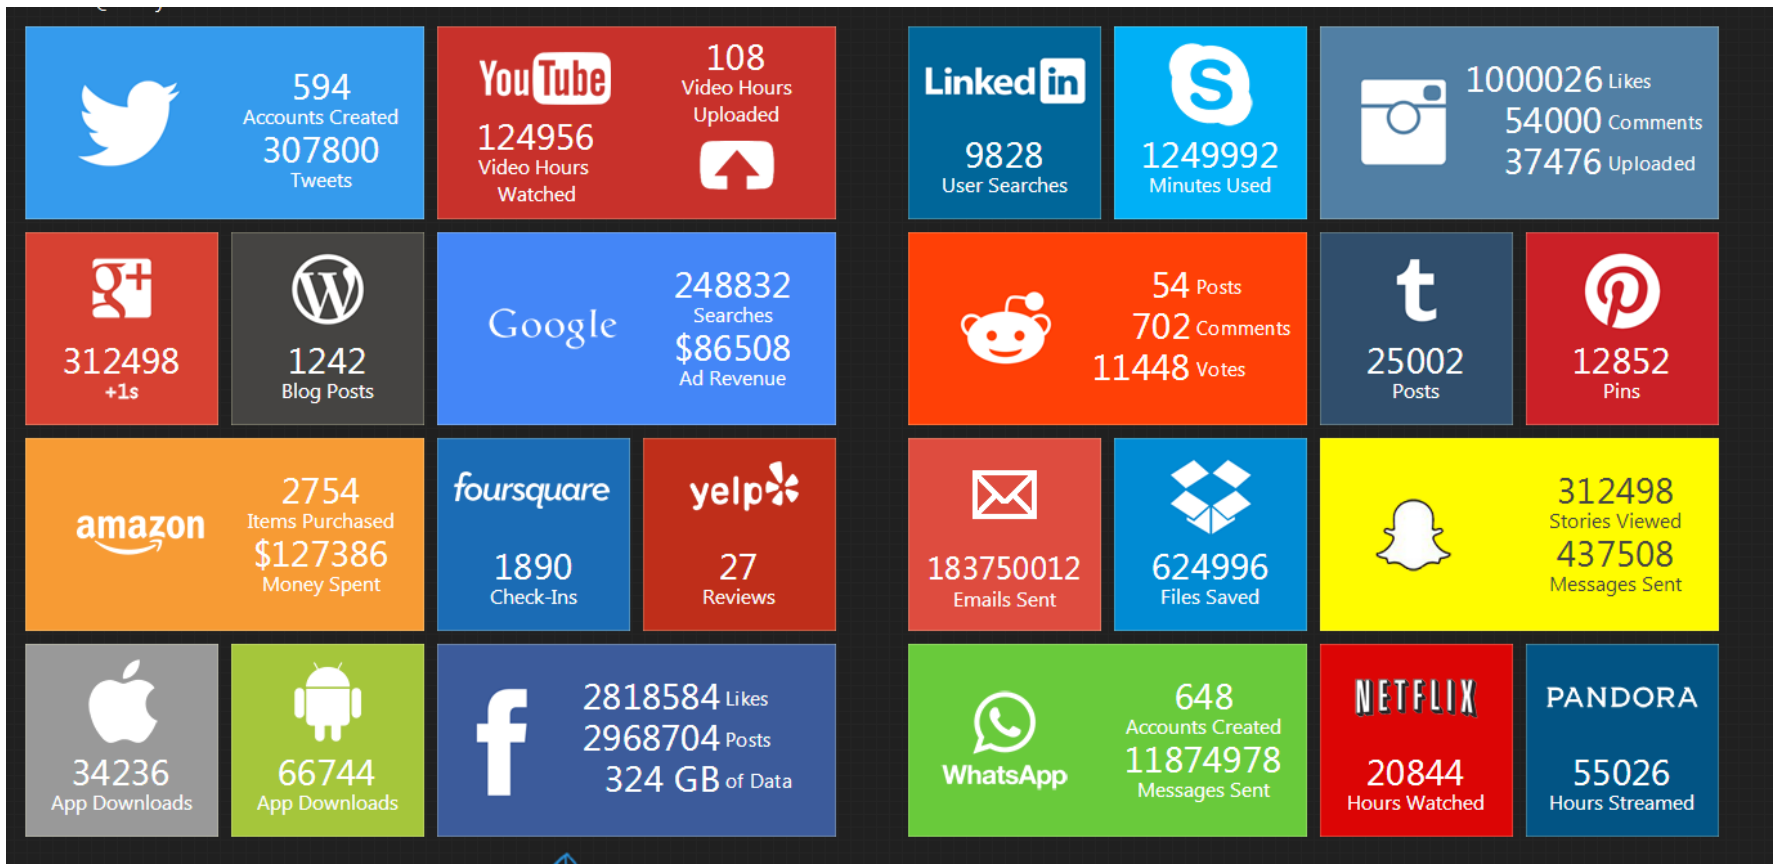 594
Accounts Created
307800
Tweets
YouTube
124956
Video Hours
Watched
108
Video Hours
Uploaded
Linked in
9828
User Searches
S
1249992
Minutes Used
1000026 Likes
54000 Comments
37476 Uploaded
g+
312498
+1s
W
1242
Blog Posts
Google
248832
Searches
$86508
Ad Revenue
54 Posts
702 Comments
11448 Votes
t
25002
Posts
12852
Pins
amazon
2754
Items Purchased
$127386
Money Spent
foursquare
1890
Check-Ins
yelp
27
Reviews
183750012
Emails Sent
624996
Files Saved
312498
Stories Viewed
437508
Messages Sent
34236
App Downloads
66744
App Downloads
f
2818584 Likes
2968704 Posts
324 GB of Data
WhatsApp
648
Accounts Created
11874978
Messages Sent
NETFLIX
20844
Hours Watched
PANDORA
55026
Hours Streamed